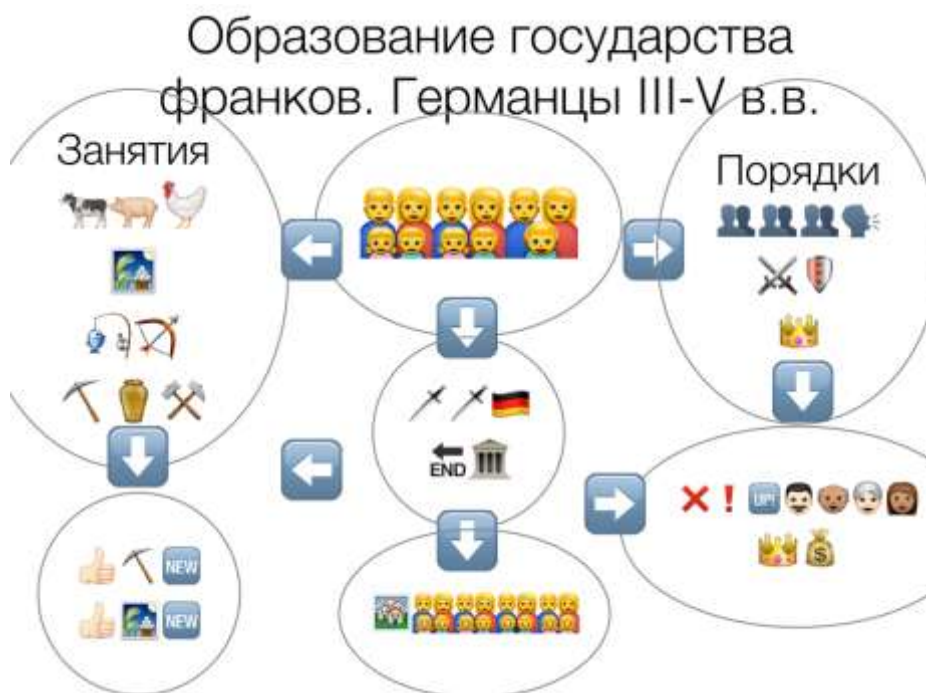 Образование государства
франков. Германцы III-V в.в.
Занятия
Порядки
END
UP!
NEW
NEW